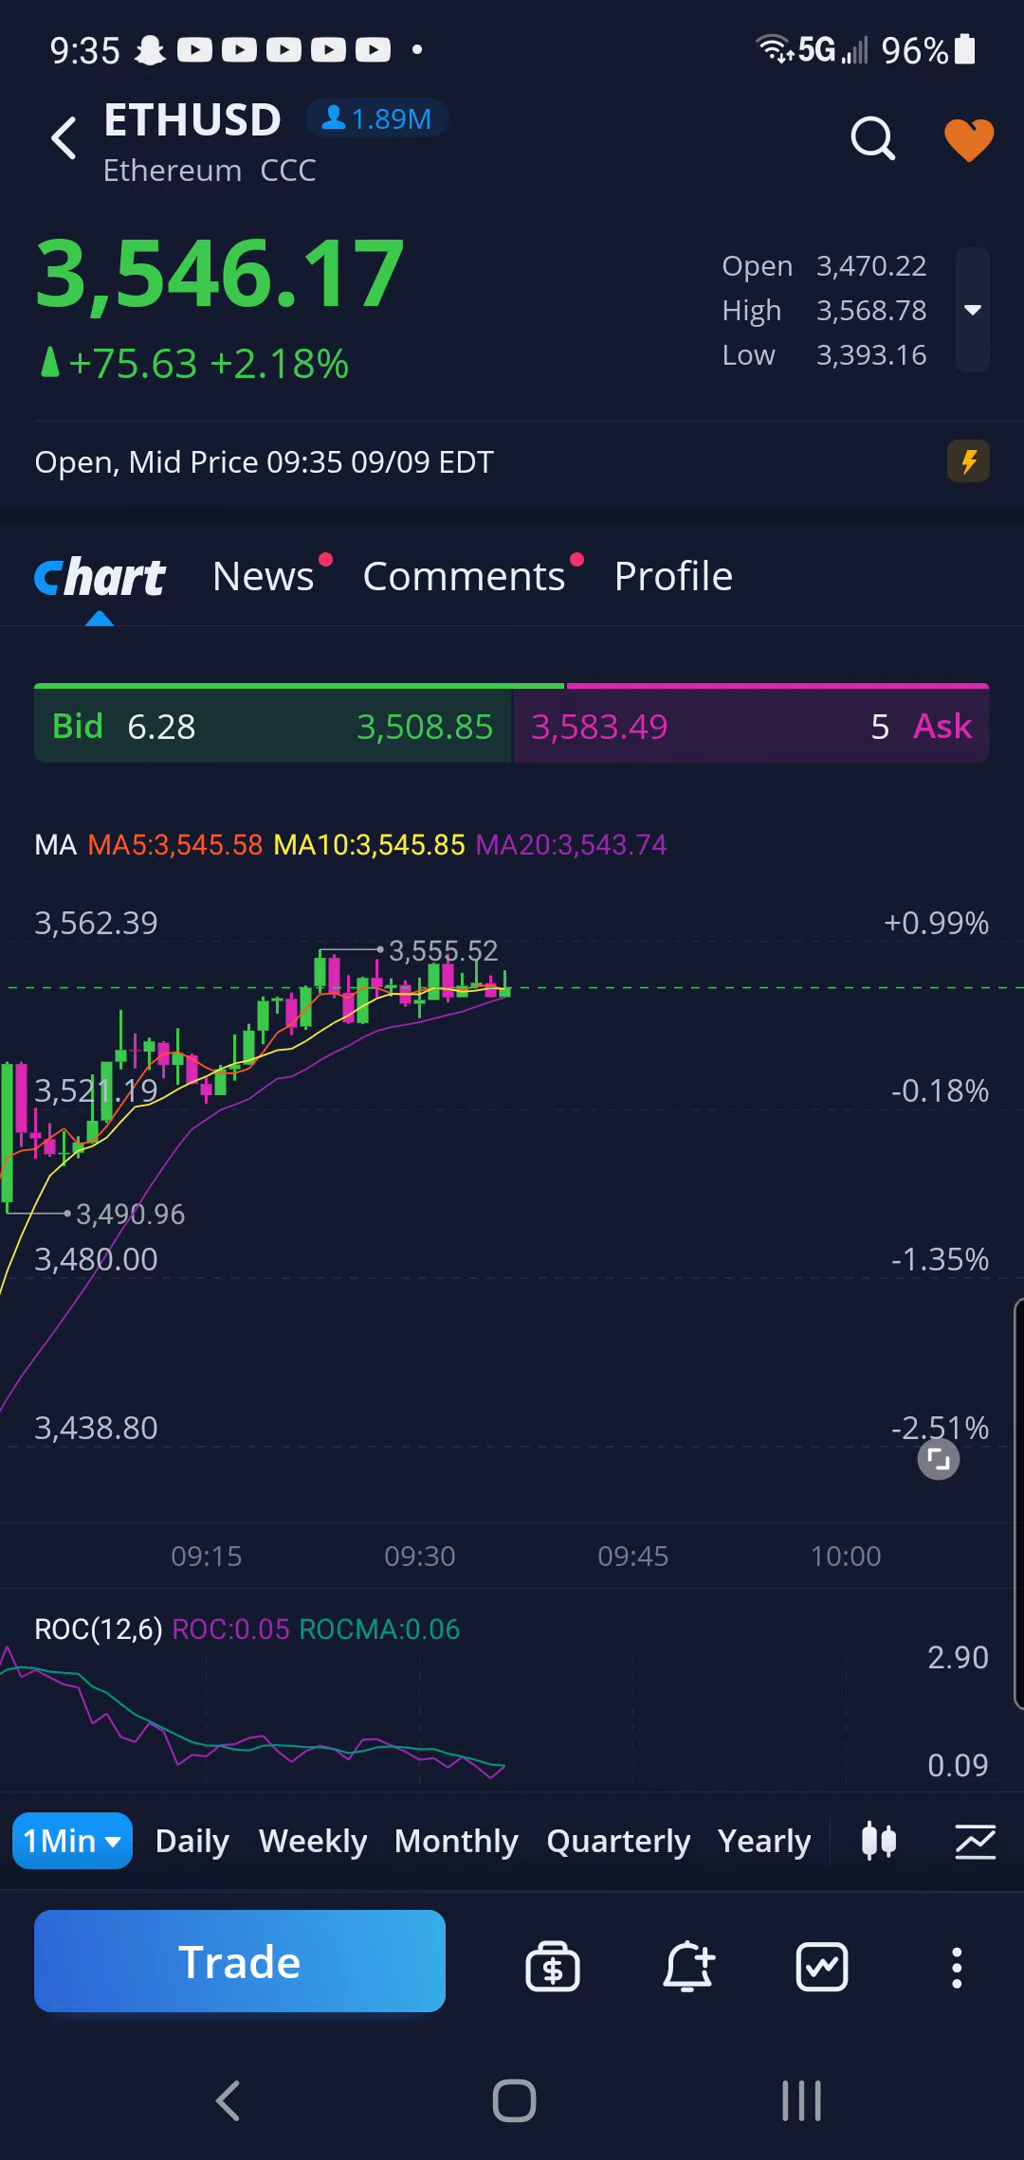 9:35 5G 96%
ETHUSD 1.89M
Ethereum CCC
3,546.17
+75.63 +2.18%
Open 3,470.22
High 3,568.78
Low 3,393.16
Open, Mid Price 09:35 09/09 EDT
Chart News Comments Profile
Bid 6.28 3,508.85 3,583.49 5 Ask
MA MA5:3,545.58 MA10:3,545.85 MA20:3,543.74
3,562.39 +0.99%
3,555.52
3,521.19 -0.18%
3,490.96
3,480.00 -1.35%
3,438.80 -2.51%
09:15 09:30 09:45 10:00
ROC(12,6) ROC:0.05 ROCMA:0.06
2.90
0.09
1Min Daily Weekly Monthly Quarterly Yearly
Trade